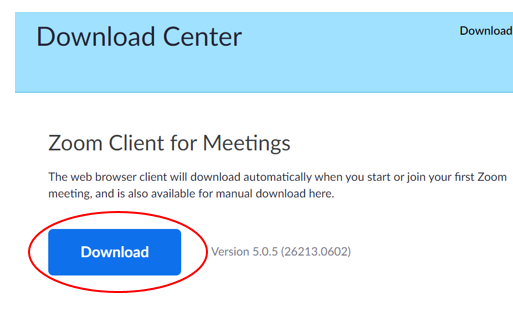 Download Center
Download
Zoom Client for Meetings
The web browser client will download automatically when you start or join your first Zoom
meeting, and is also available for manual download here.
Download
Version 5.0.5 (26213.0602)